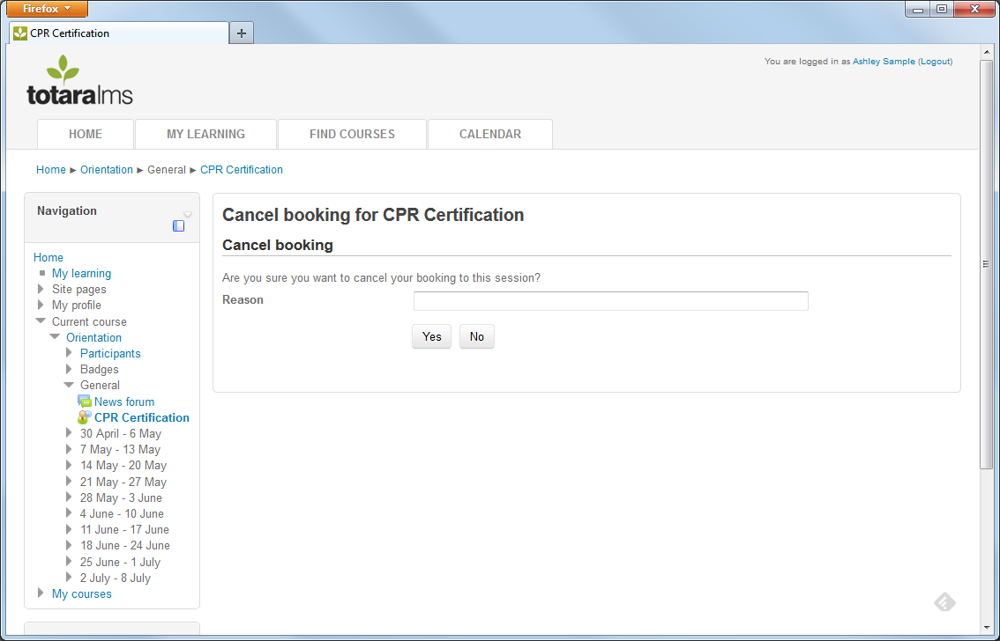 Firefox
CPR Certification
You are logged in as Ashley Sample (Logout)
totaralms
HOME MY LEARNING FIND COURSES CALENDAR
Home ► Orientation ► General ► CPR Certification
Navigation
Home
My learning
Site pages
My profile
Current course
Orientation
Participants
Badges
General
News forum
CPR Certification
30 April - 6 May
7 May - 13 May
14 May - 20 May
21 May - 27 May
28 May - 3 June
4 June - 10 June
11 June - 17 June
18 June - 24 June
25 June - 1 July
2 July - 8 July
My courses
Cancel booking for CPR Certification
Cancel booking
Are you sure you want to cancel your booking to this session?
Reason
Yes No